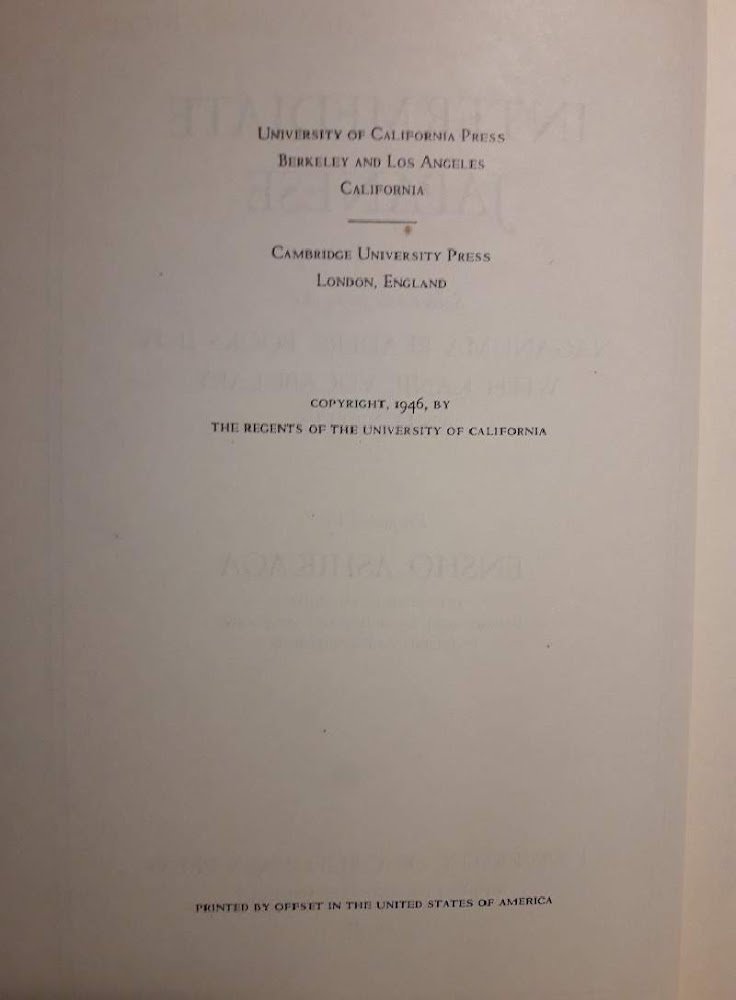 UNIVERSITY OF CALIFORNIA PRESS
BERKELEY AND LOS ANGELES
CALIFORNIA
CAMBRIDGE UNIVERSITY PRESS
LONDON, ENGLAND
COPYRIGHT, 1946, BY
THE REGENTS OF THE UNIVERSITY OF CALIFORNIA
PRINTED BY OFFSET IN THE UNITED STATES OF AMERICA